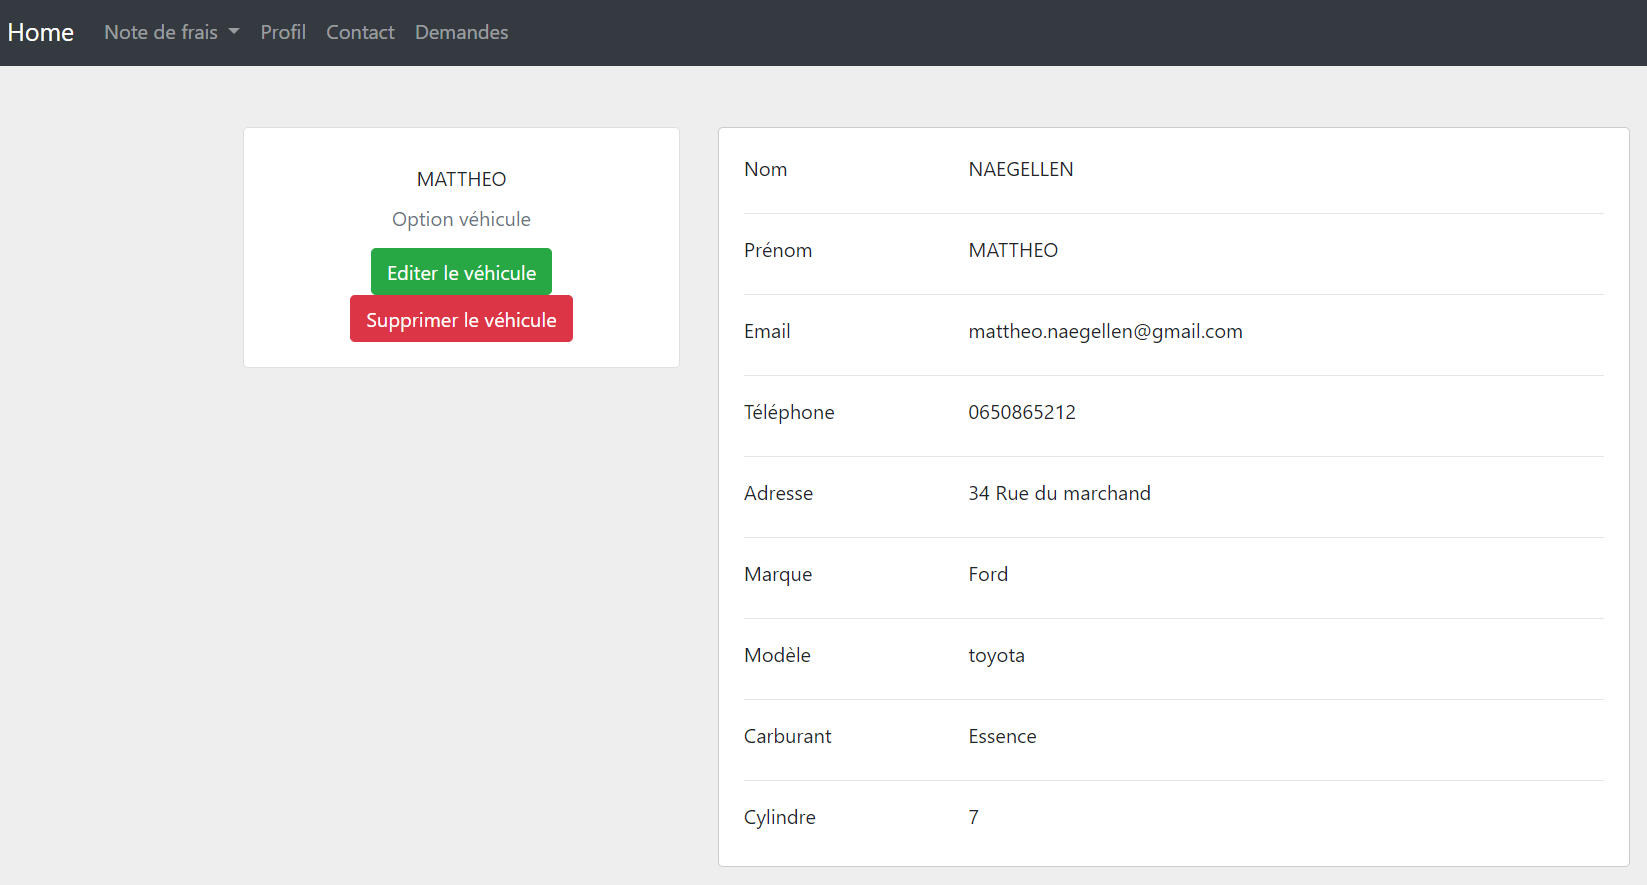 Home Note de frais Profil Contact Demandes
MATTHEO
Option véhicule
Editer le véhicule
Supprimer le véhicule
Nom NAEGELLEN
Prénom MATTHEO
Email mattheo.naegellen@gmail.com
Téléphone 0650865212
Adresse 34 Rue du marchand
Marque Ford
Modèle toyota
Carburant Essence
Cylindre 7